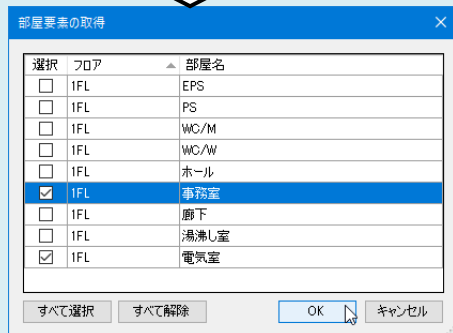 部屋要素の取得
選択 フロア 部屋名
1FL EPS
1FL PS
1FL WC/M
1FL WC/W
1FL ホール
1FL 事務室
1FL 廊下
1FL 湯沸し室
1FL 電気室
すべて選択 すべて解除 OK キャンセル